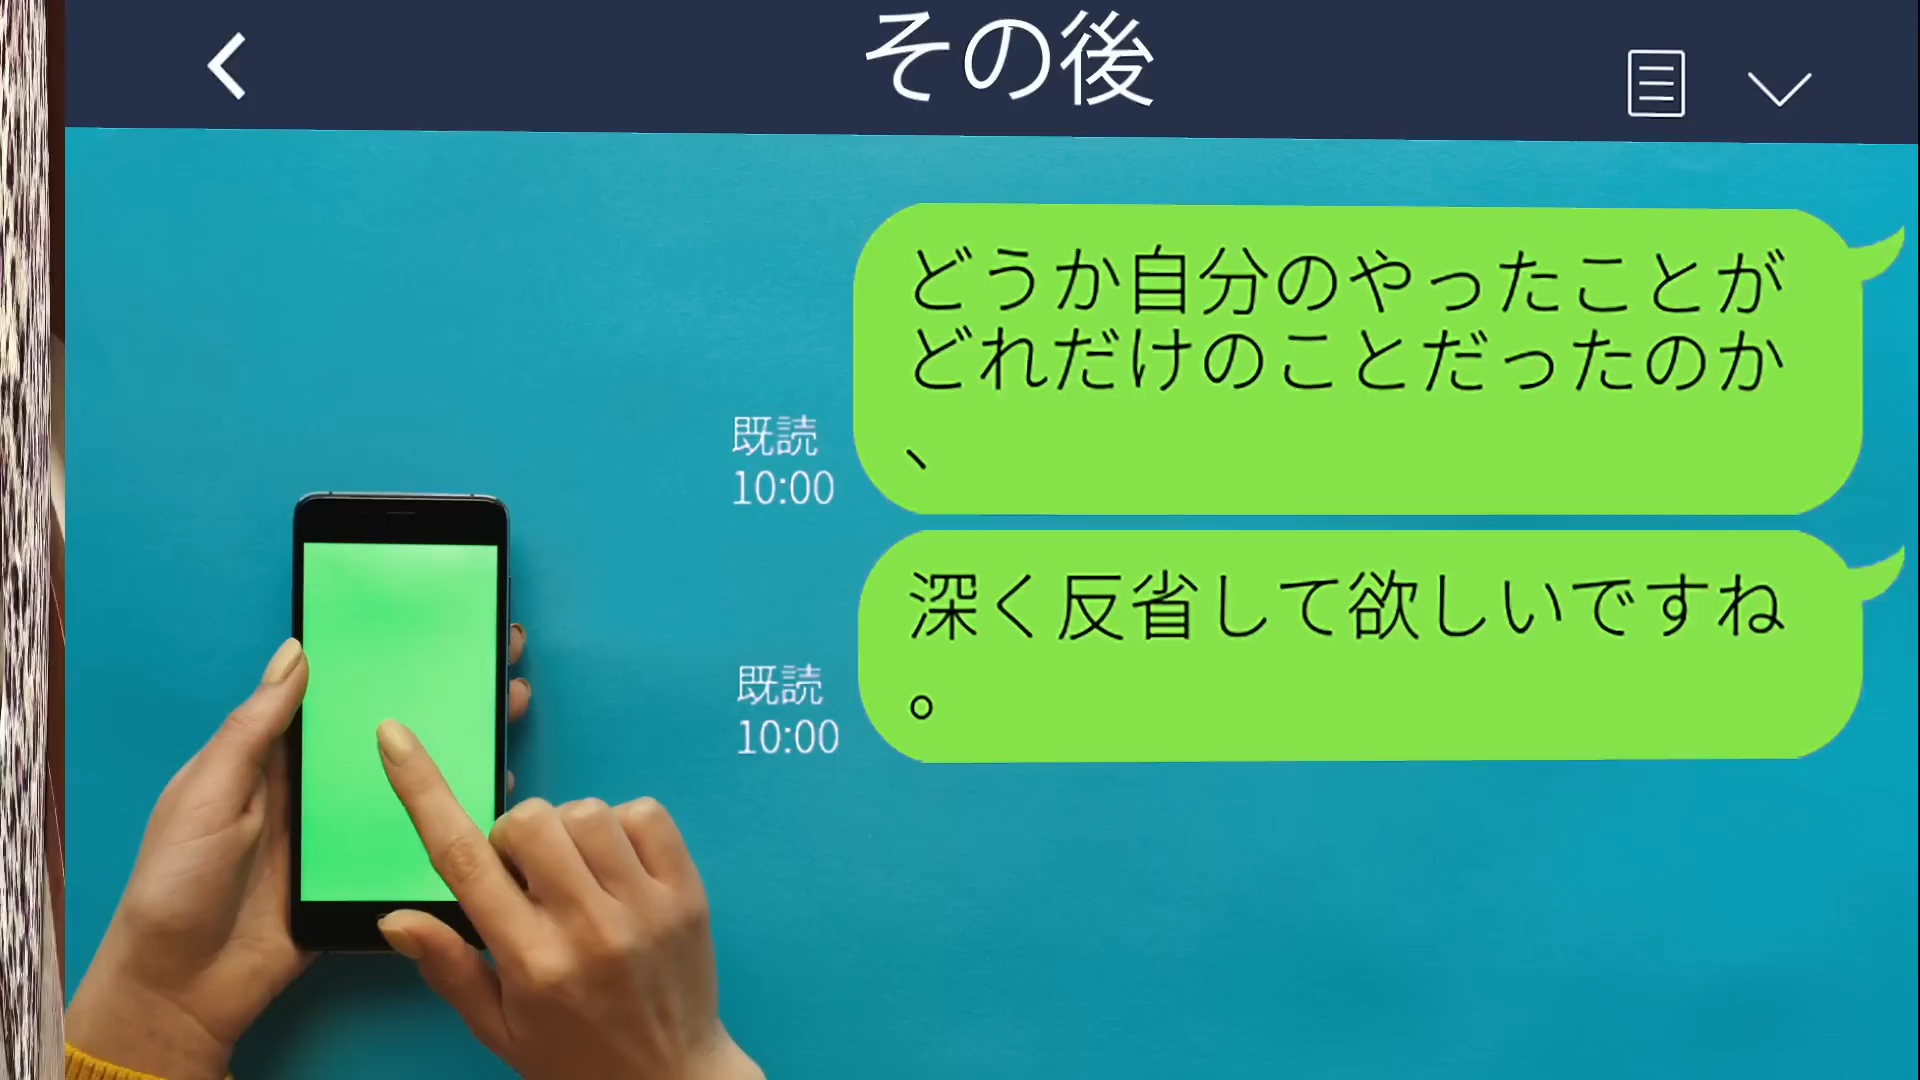 その後
どうか自分のやったことが
どれだけのことだったのか
、
既読
10:00
深く反省して欲しいですね
。
既読
10:00